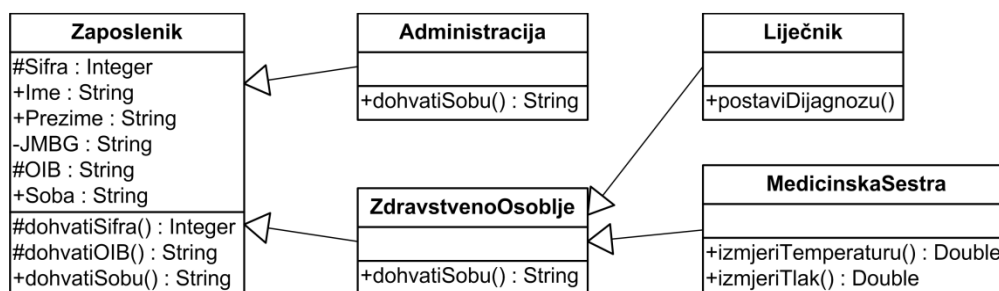 Zaposlenik
#Sifra : Integer
+Ime : String
+Prezime : String
-JMBG : String
#OIB : String
+Soba : String
#dohvatiSifra() : Integer
#dohvatiOIB() : String
+dohvatiSobu() : String
Administracija
+dohvatiSobu() : String
ZdravstvenoOsoblje
+dohvatiSobu() : String
Liječnik
+postaviDijagnozu()
MedicinskaSestra
+izmjeriTemperaturu() : Double
+izmjeriTlak() : Double